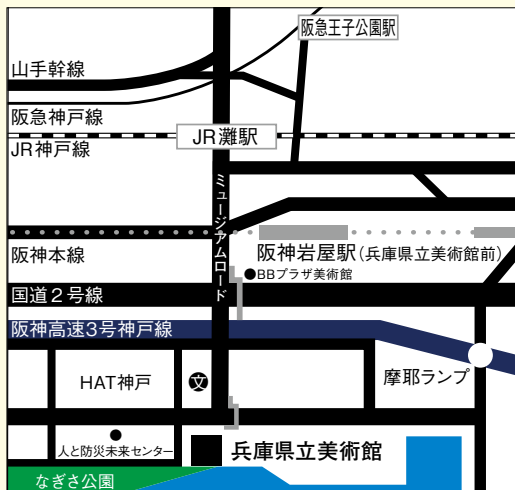 阪急王子公園駅
山手幹線
阪急神戸線
JR灘駅
JR神戸線
ミュージアムロード
阪神本線
阪神岩屋駅(兵庫県立美術館前)
●BBプラザ美術館
国道2号線
阪神高速3号神戸線
HAT神戸
文
摩耶ランプ
人と防災未来センター
兵庫県立美術館
なぎさ公園